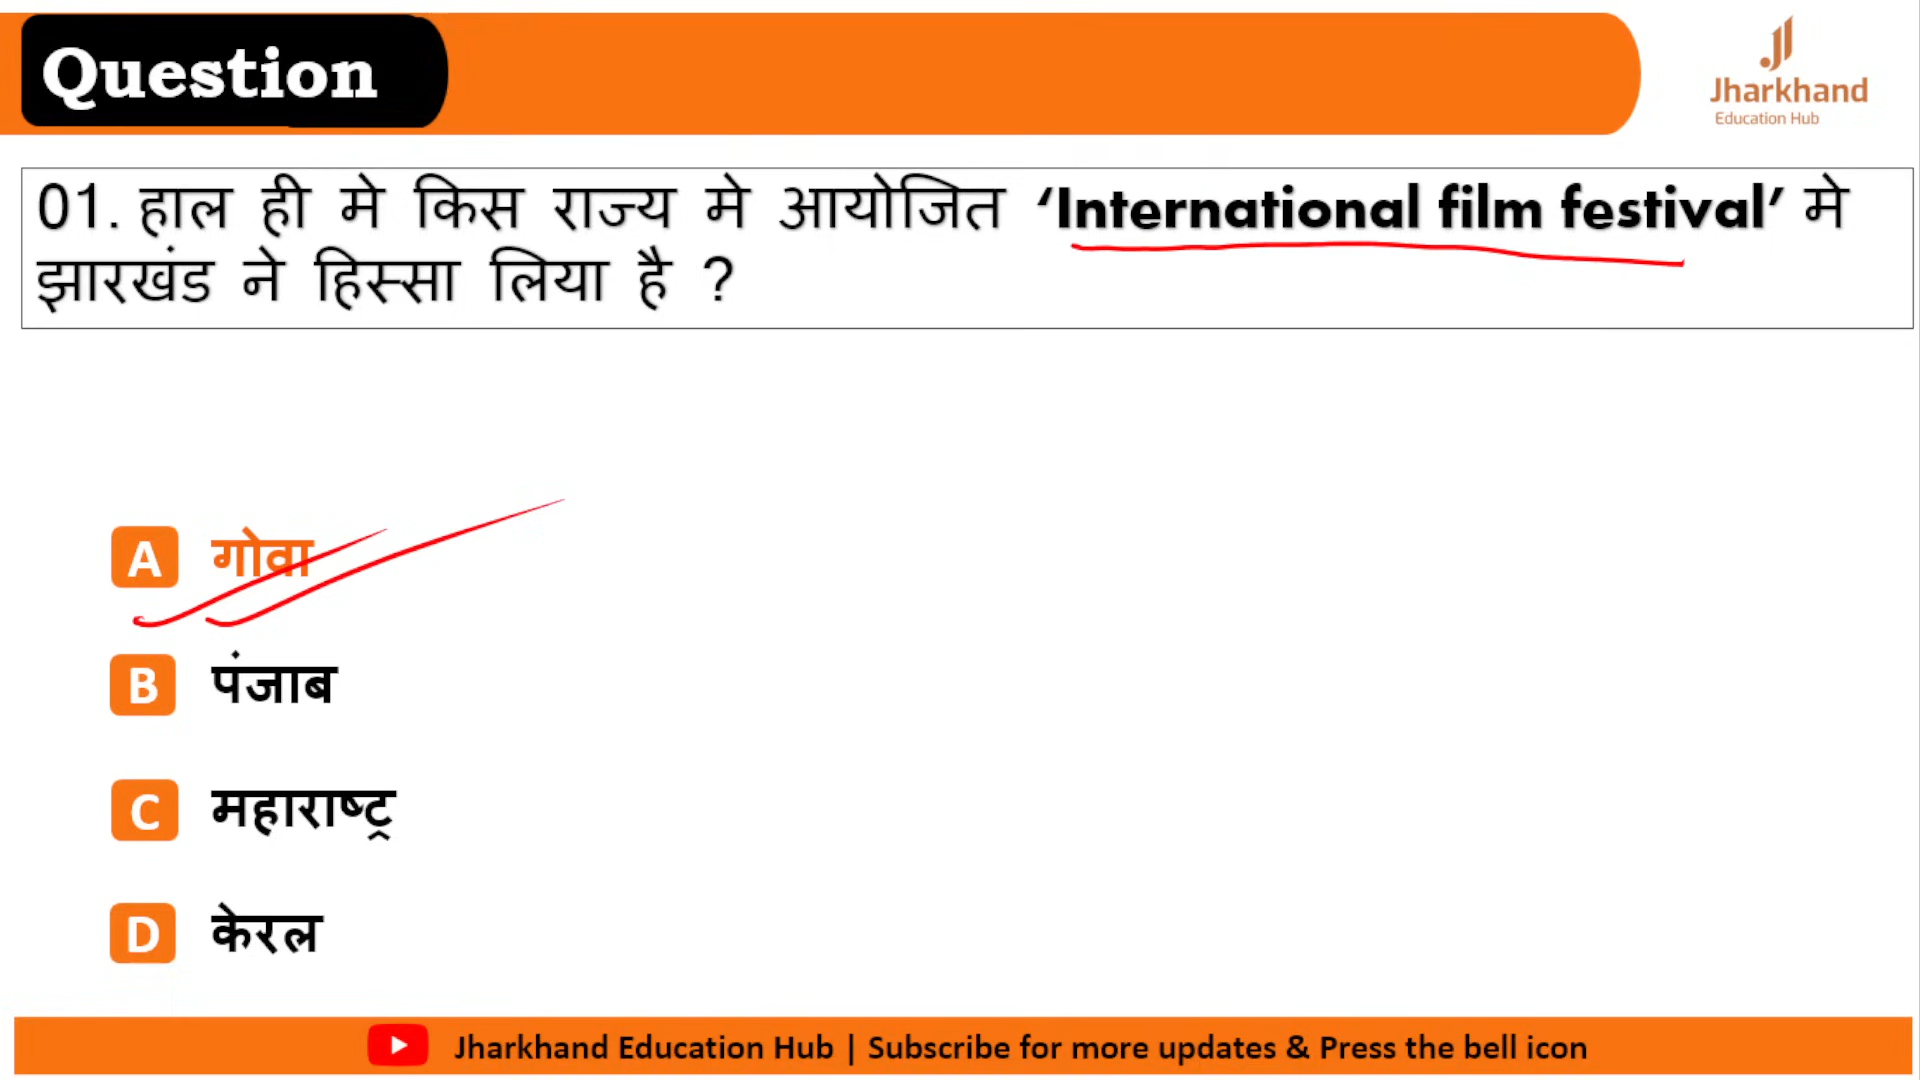 Question
Jharkhand
Education Hub
01. हाल ही मे किस राज्य मे आयोजित ‘International film festival’ मे
झारखंड ने हिस्सा लिया है ?
A गोवा
B पंजाब
C महाराष्ट्र
D केरल
Jharkhand Education Hub | Subscribe for more updates & Press the bell icon